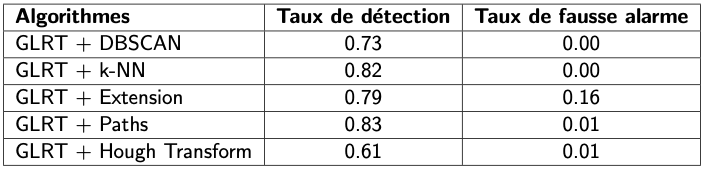 Algorithmes Taux de détection Taux de fausse alarme
GLRT + DBSCAN 0.73 0.00
GLRT + k-NN 0.82 0.00
GLRT + Extension 0.79 0.16
GLRT + Paths 0.83 0.01
GLRT + Hough Transform 0.61 0.01